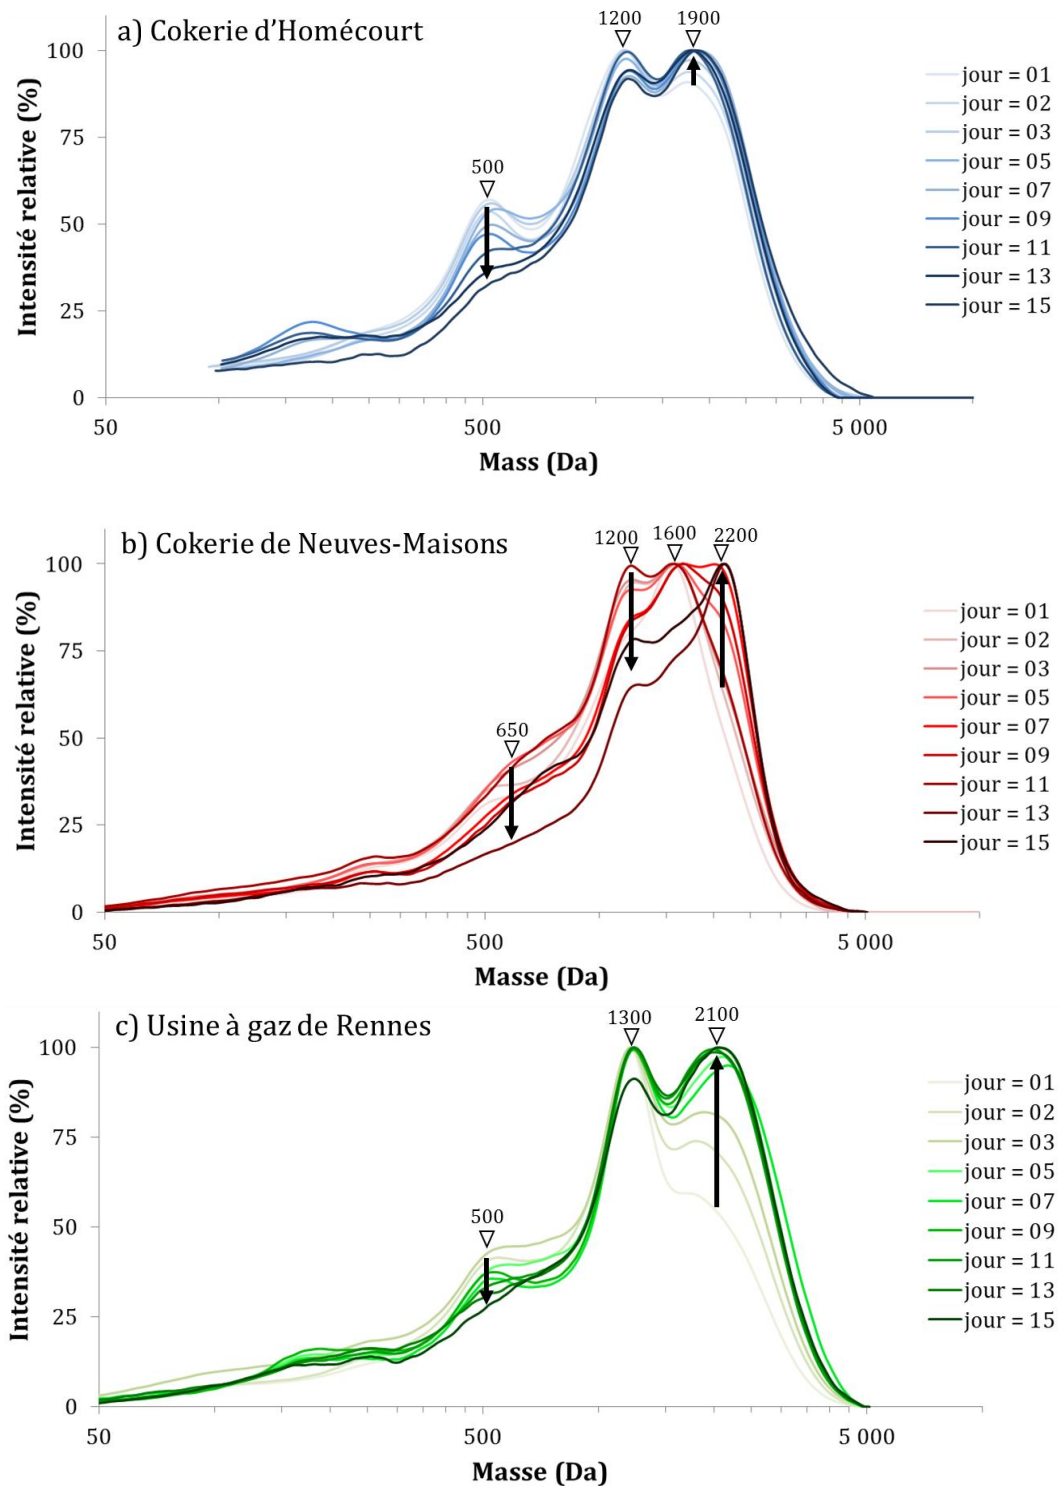 a) Cokerie d'Homécourt
1200
1900
500
Intensité relative (%)
100
75
50
25
0
50
500
5 000
Mass (Da)
jour = 01
jour = 02
jour = 03
jour = 05
jour = 07
jour = 09
jour = 11
jour = 13
jour = 15
b) Cokerie de Neuves-Maisons
1200
1600
2200
650
Intensité relative (%)
100
75
50
25
0
50
500
5 000
Masse (Da)
jour = 01
jour = 02
jour = 03
jour = 05
jour = 07
jour = 09
jour = 11
jour = 13
jour = 15
c) Usine à gaz de Rennes
1300
2100
500
Intensité relative (%)
100
75
50
25
0
50
500
5 000
Masse (Da)
jour = 01
jour = 02
jour = 03
jour = 05
jour = 07
jour = 09
jour = 11
jour = 13
jour = 15